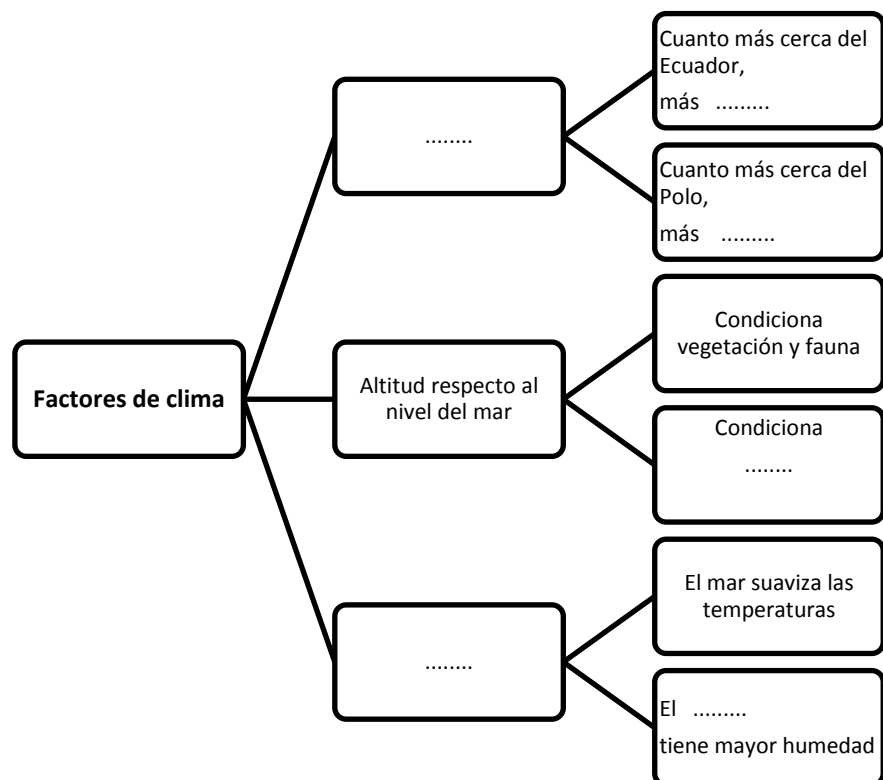 Factores de clima
........
Cuanto más cerca del
Ecuador,
más .........
Cuanto más cerca del
Polo,
más .........
Altitud respecto al
nivel del mar
Condiciona
vegetación y fauna
Condiciona
........
........
El mar suaviza las
temperaturas
El .........
tiene mayor humedad